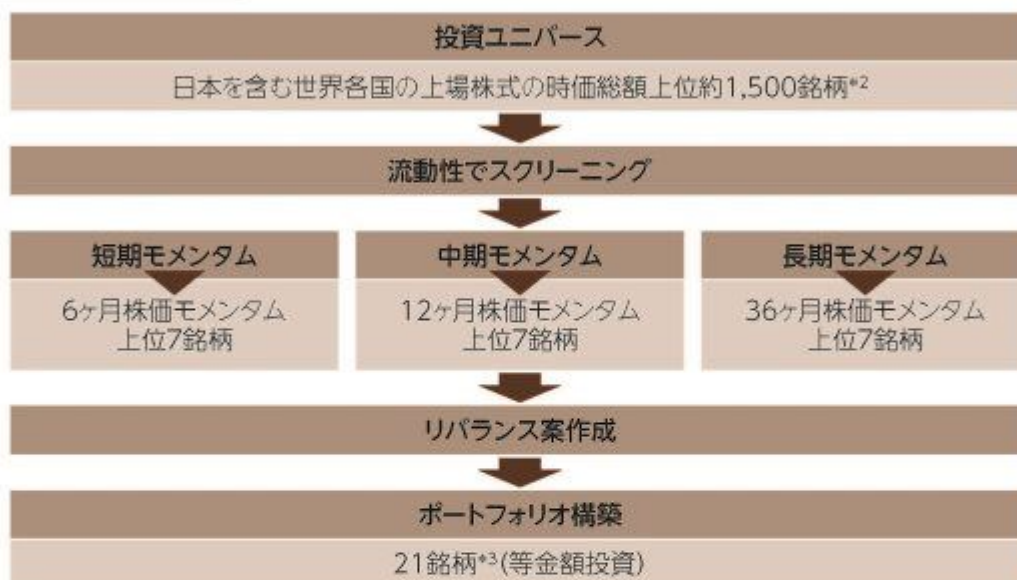 投資ユニバース
日本を含む世界各国の上場株式の時価総額上位約1,500銘柄*2
流動性でスクリーニング
短期モメンタム
6ヶ月株価モメンタム
上位7銘柄
中期モメンタム
12ヶ月株価モメンタム
上位7銘柄
長期モメンタム
36ヶ月株価モメンタム
上位7銘柄
リバランス案作成
ポートフォリオ構築
21銘柄*3(等金額投資)